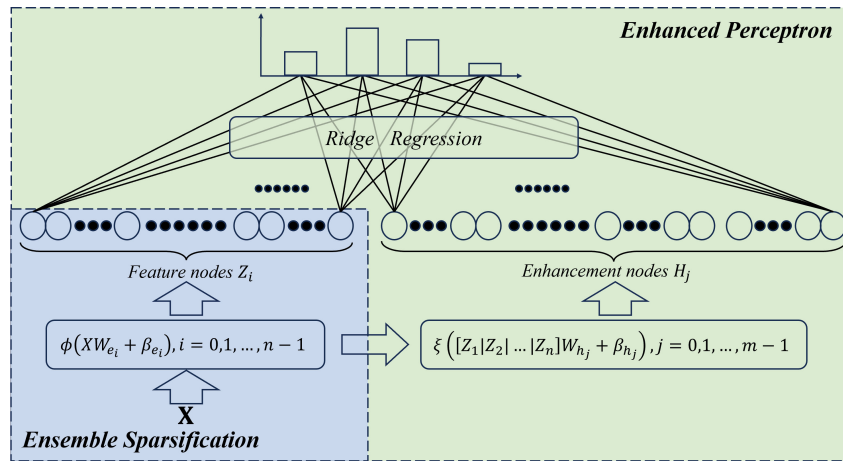 Enhanced Perceptron
Ridge Regression
Feature nodes Z_i
Enhancement nodes H_j
ϕ(XW_{e_i} + β_{e_i}), i = 0,1, … , n − 1
ξ([Z_1|Z_2| … |Z_n]W_{h_j} + β_{h_j}), j = 0,1, … , m − 1
X
Ensemble Sparsification